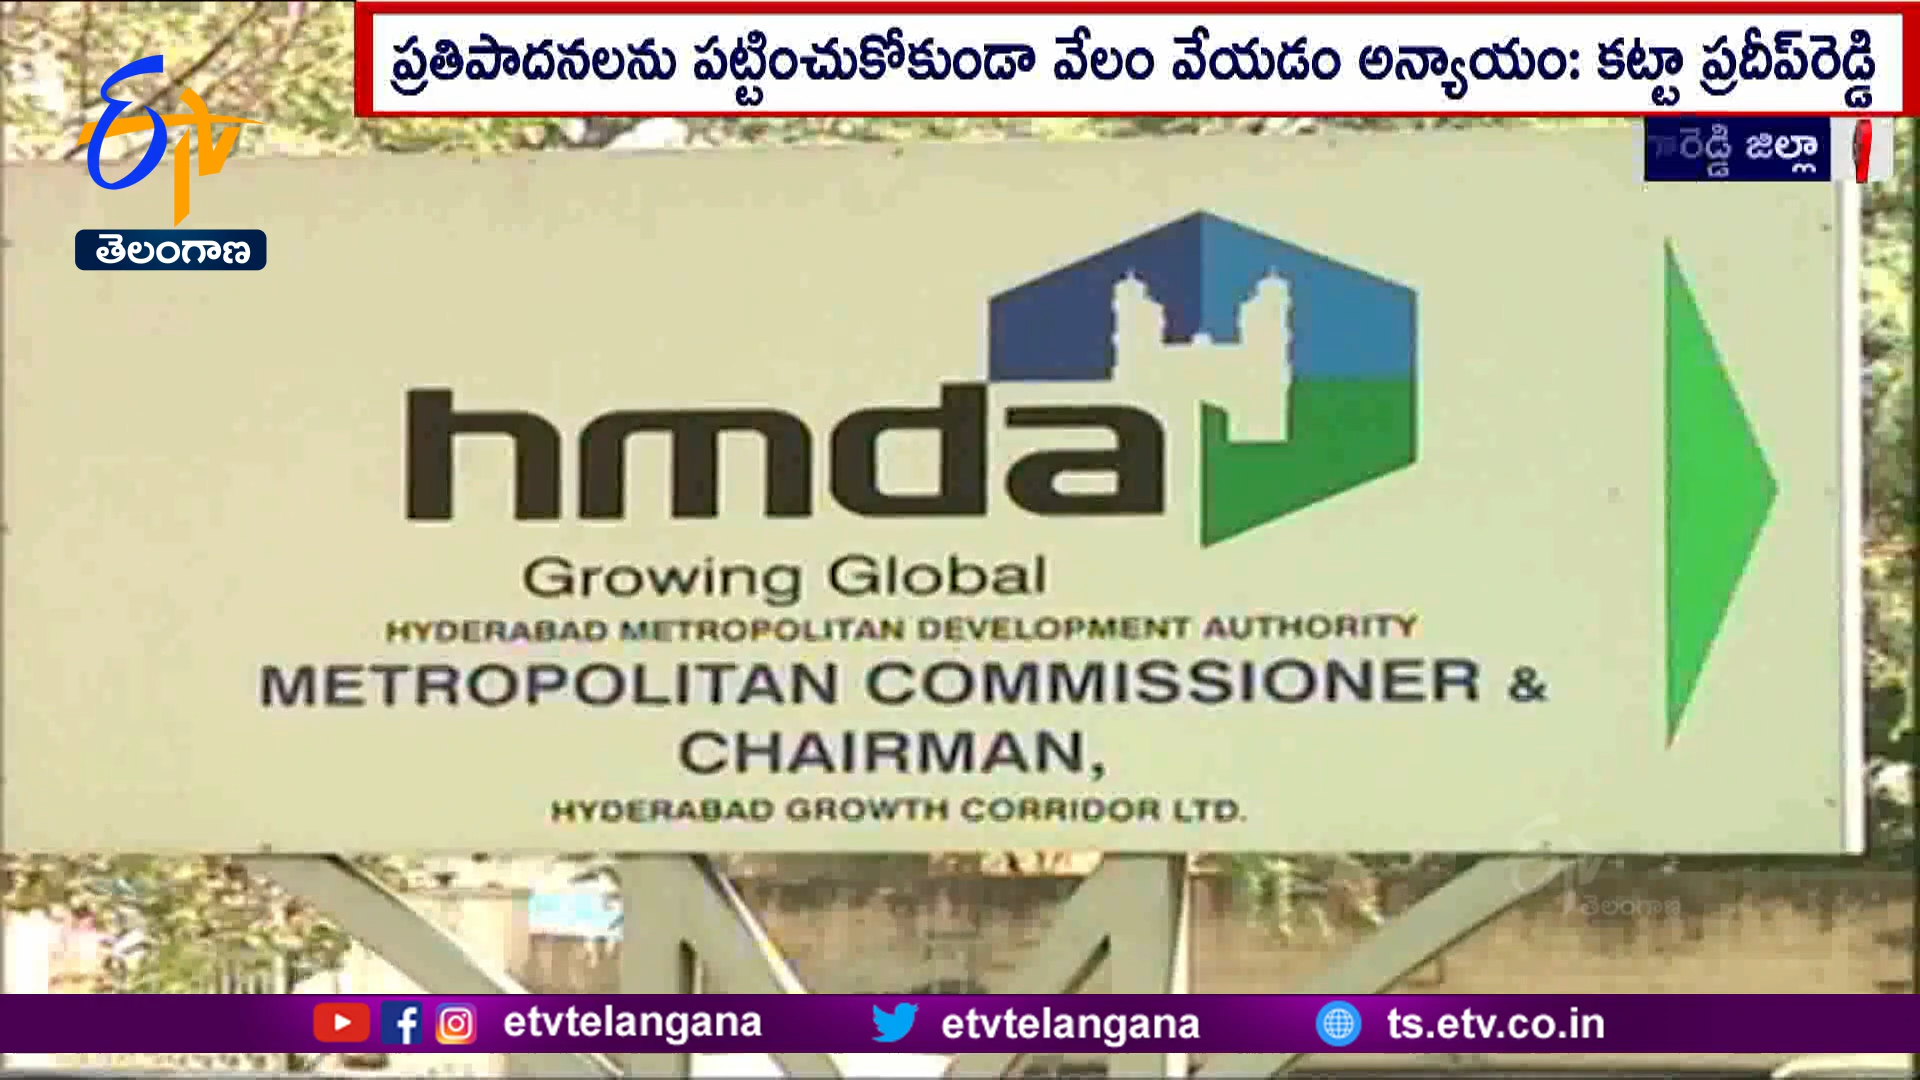 ప్రతిపాదనలను పట్టించుకోకుండా వేలం వేయడం అన్యాయం: కట్టా ప్రదీప్‌రెడ్డి
ETV
తెలంగాణ
గారెడ్డి జిల్లా
hmda
Growing Global
HYDERABAD METROPOLITAN DEVELOPMENT AUTHORITY
METROPOLITAN COMMISSIONER &
CHAIRMAN,
HYDERABAD GROWTH CORRIDOR LTD.
తెలంగాణ
etvtelangana etvtelangana ts.etv.co.in